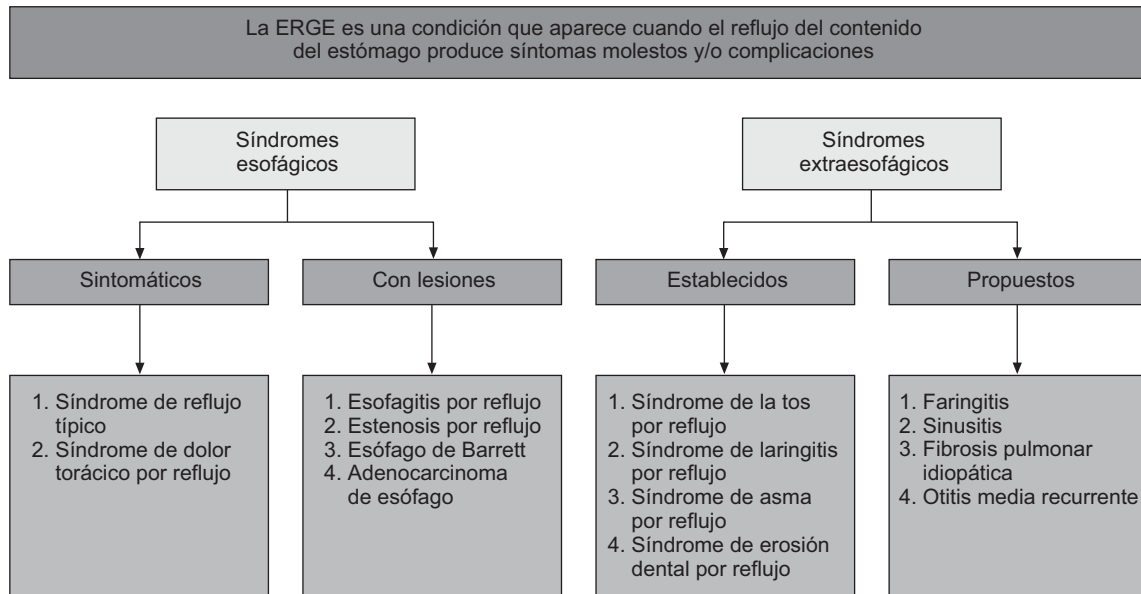 La ERGE es una condición que aparece cuando el reflujo del contenido
del estómago produce síntomas molestos y/o complicaciones
Síndromes
esofágicos
Síndromes
extraesofágicos
Sintomáticos
Con lesiones
Establecidos
Propuestos
1. Síndrome de reflujo
típico
2. Síndrome de dolor
torácico por reflujo
1. Esofagitis por reflujo
2. Estenosis por reflujo
3. Esófago de Barrett
4. Adenocarcinoma
de esófago
1. Síndrome de la tos
por reflujo
2. Síndrome de laringitis
por reflujo
3. Síndrome de asma
por reflujo
4. Síndrome de erosión
dental por reflujo
1. Faringitis
2. Sinusitis
3. Fibrosis pulmonar
idiopática
4. Otitis media recurrente